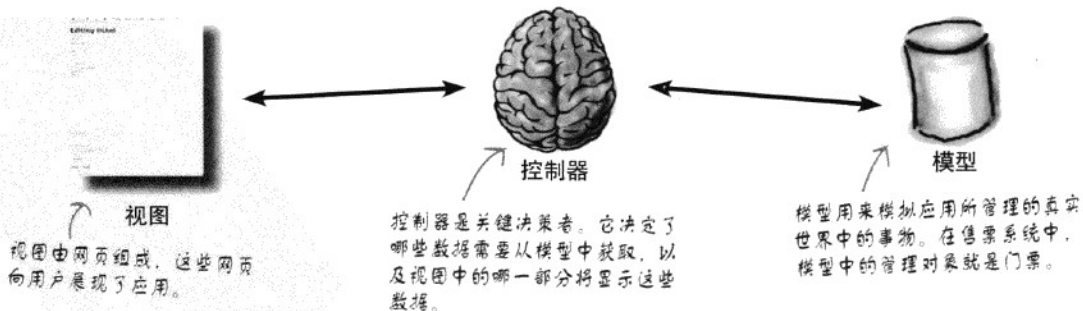 Editing ticket
视图
视图由网页组成，这些网页
向用户展现了应用。
控制器
控制器是关键决策者。它决定了
哪些数据需要从模型中获取，以
及视图中的哪一部分将显示这些
数据。
模型
模型用来模拟应用所管理的真实
世界中的事物。在售票系统中，
模型中的管理对象就是门票。